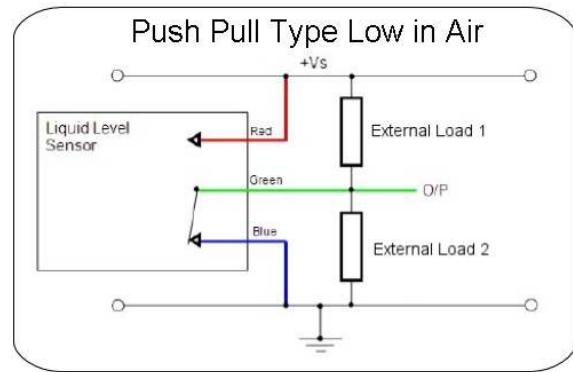 Push Pull Type Low in Air
+Vs
Liquid Level
Sensor
Red
External Load 1
Green
O/P
Blue
External Load 2